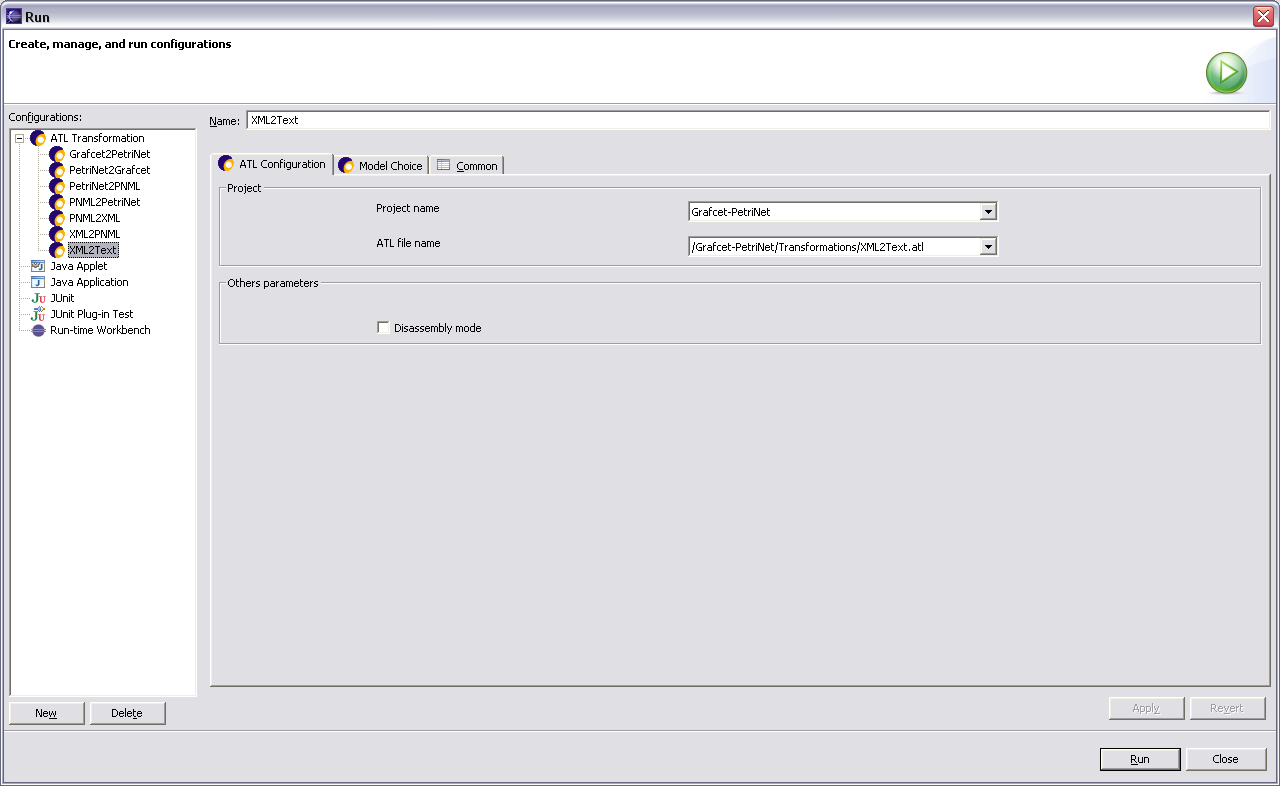 Run
Create, manage, and run configurations
Configurations:
ATL Transformation
Grafcet2PetriNet
PetriNet2Grafcet
PetriNet2PNML
PNML2PetriNet
PNML2XML
XML2PNML
XML2Text
Java Applet
Java Application
JUnit
JUnit Plug-in Test
Run-time Workbench
New Delete
Name: XML2Text
ATL Configuration Model Choice Common
Project
Project name Grafcet-PetriNet
ATL file name /Grafcet-PetriNet/Transformations/XML2Text.atl
Others parameters
Disassembly mode
Apply Revert
Run Close